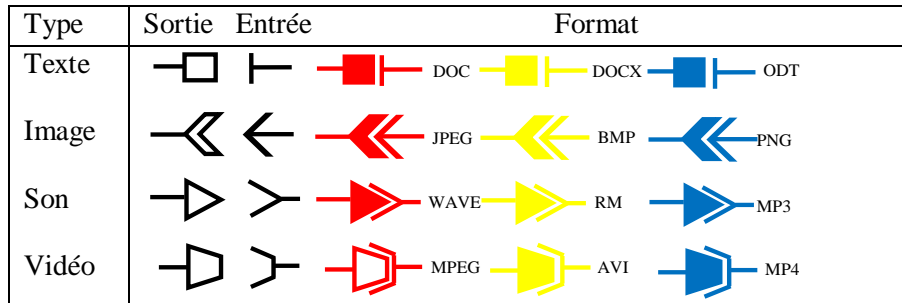 Type Sortie Entrée Format
Texte DOC DOCX ODT
Image JPEG BMP PNG
Son WAVE RM MP3
Vidéo MPEG AVI MP4